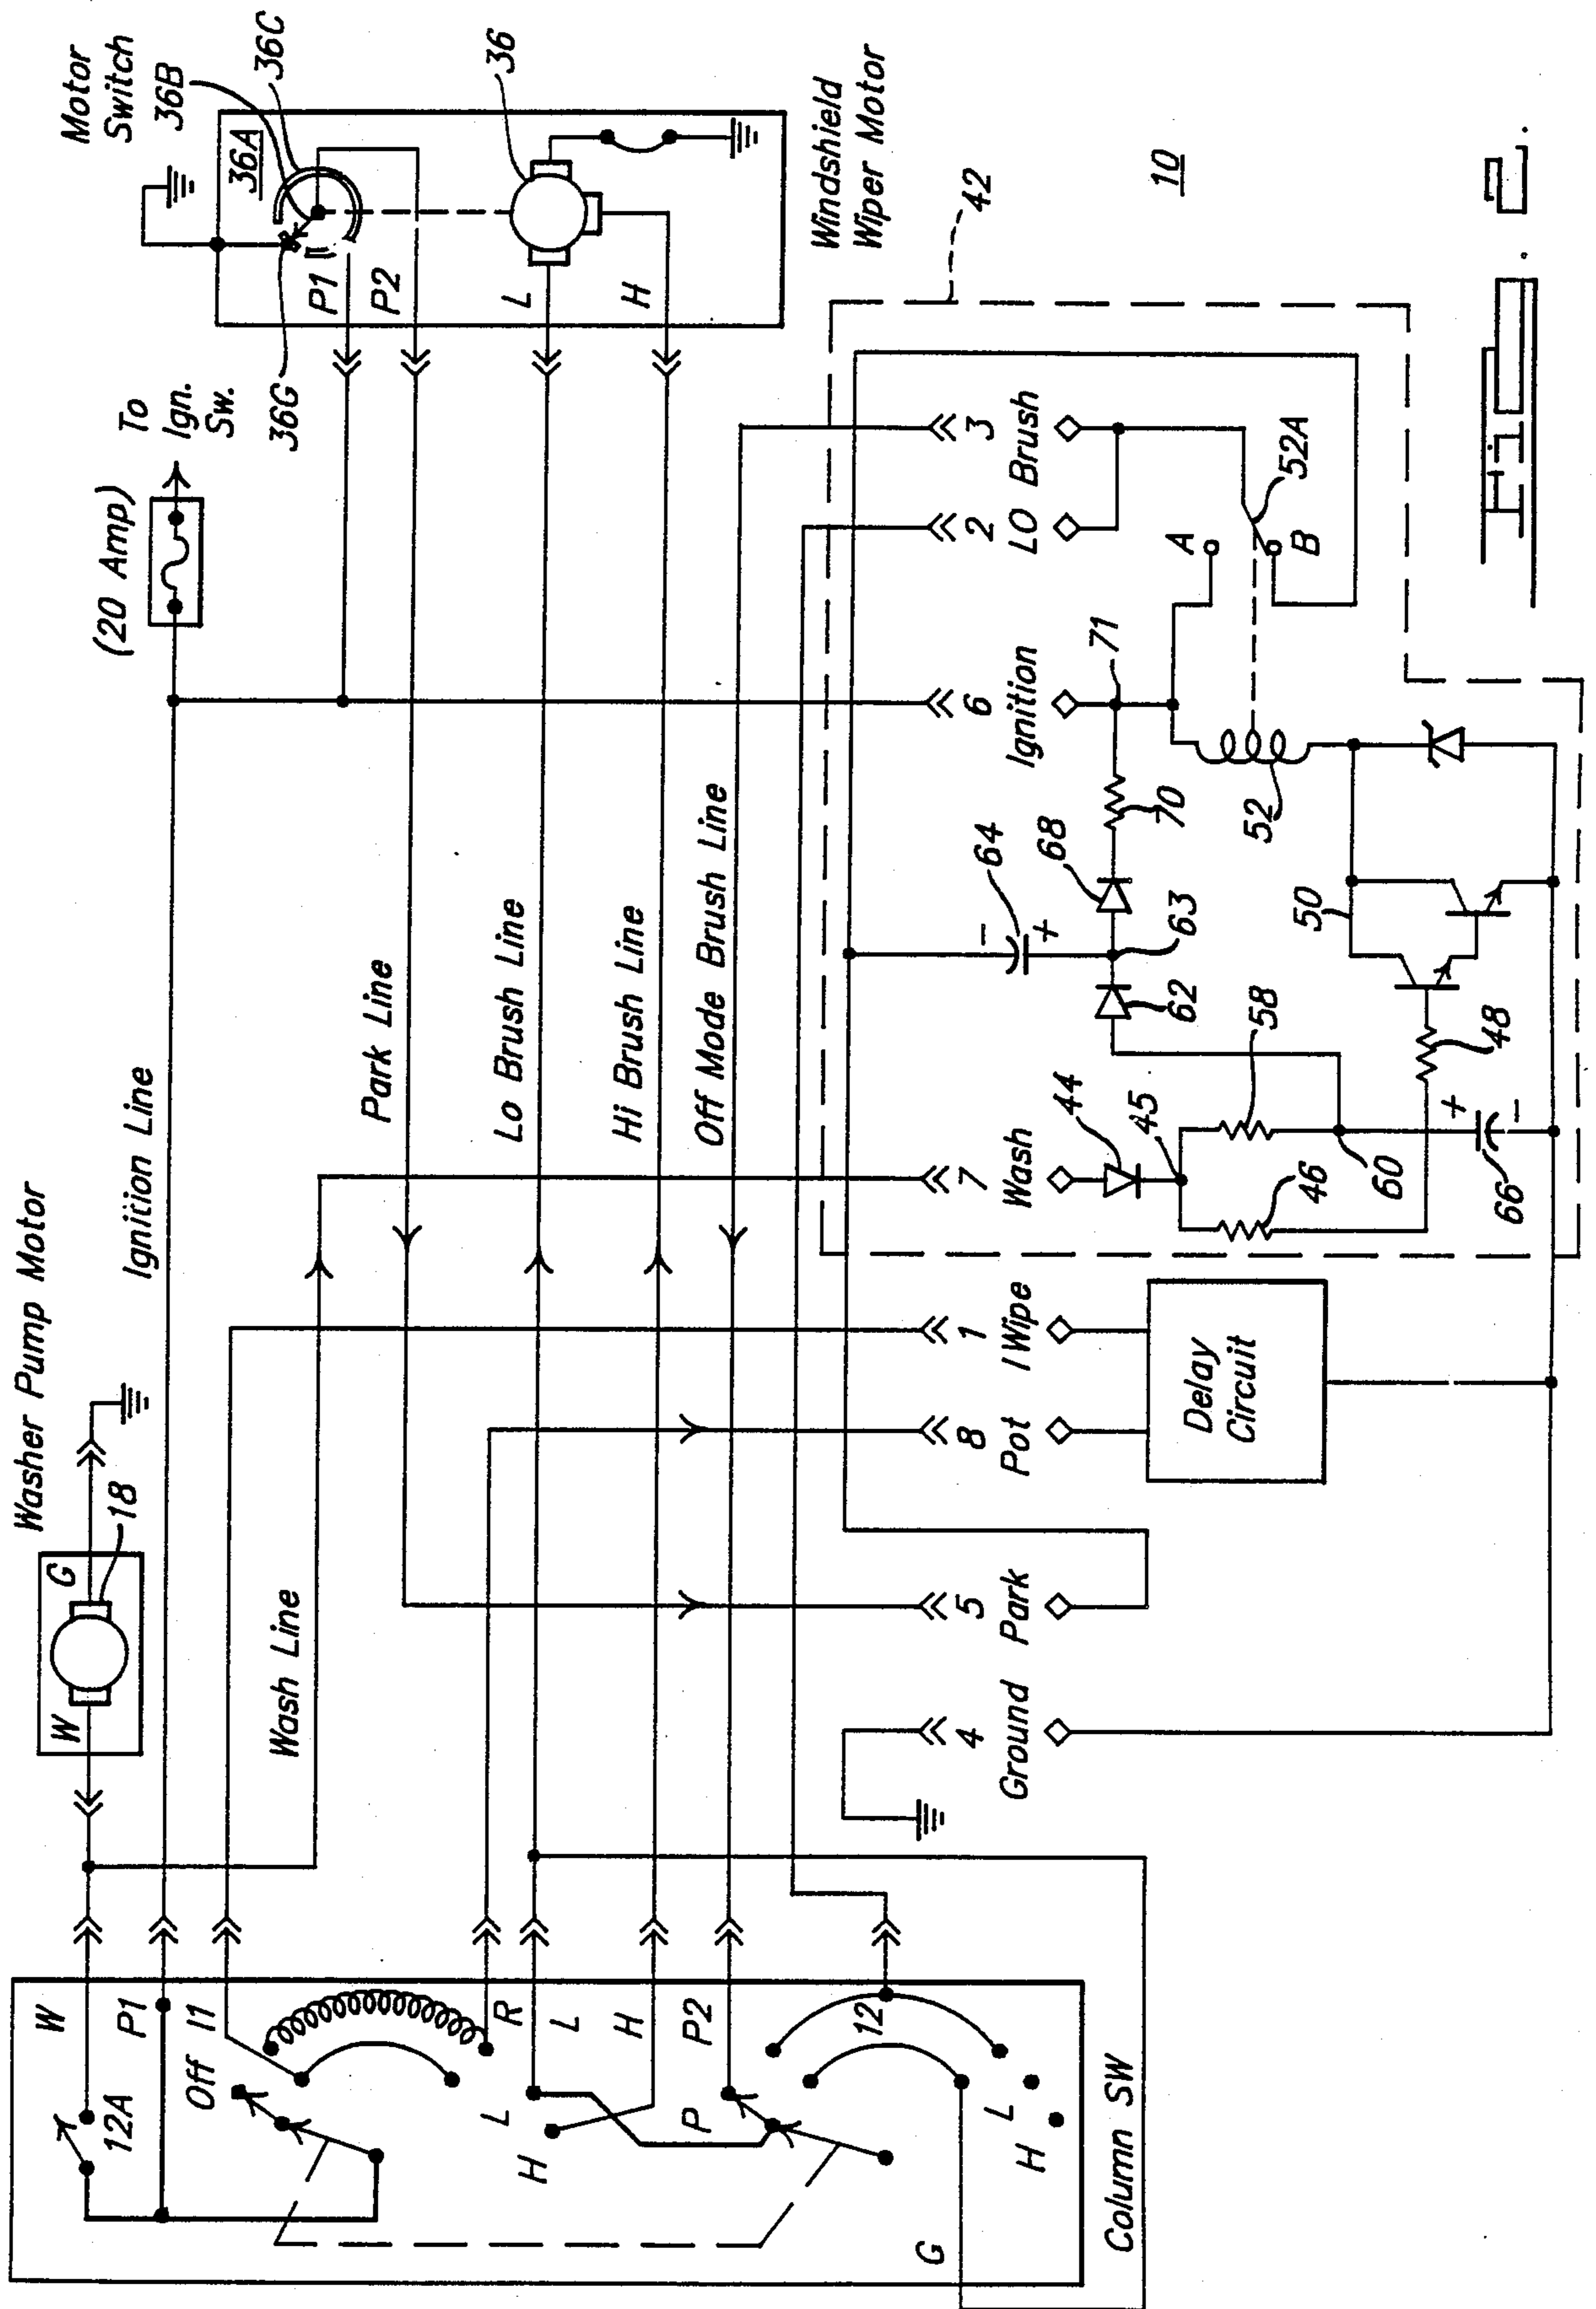 Washer Pump Motor
G
18
W
Motor
Switch
36B
36C
36A
36
P1
P2
L
H
36G
Windshield
Wiper Motor
To
Ign.
Sw.
(20 Amp)
Ignition Line
Park Line
Lo Brush Line
Hi Brush Line
Off Mode Brush Line
Wash Line
42
10
W
P1
I1
Off
12A
R
L
H
P2
L
H
P
12
L
H
G
Column SW
4
Ground
5
Park
8
Pot
1
I Wipe
7
Wash
6
Ignition
2
LO
3
Brush
Delay
Circuit
44
45
46
58
60
66
+
-
62
63
64
-
+
68
70
71
48
50
52
52A
A
B